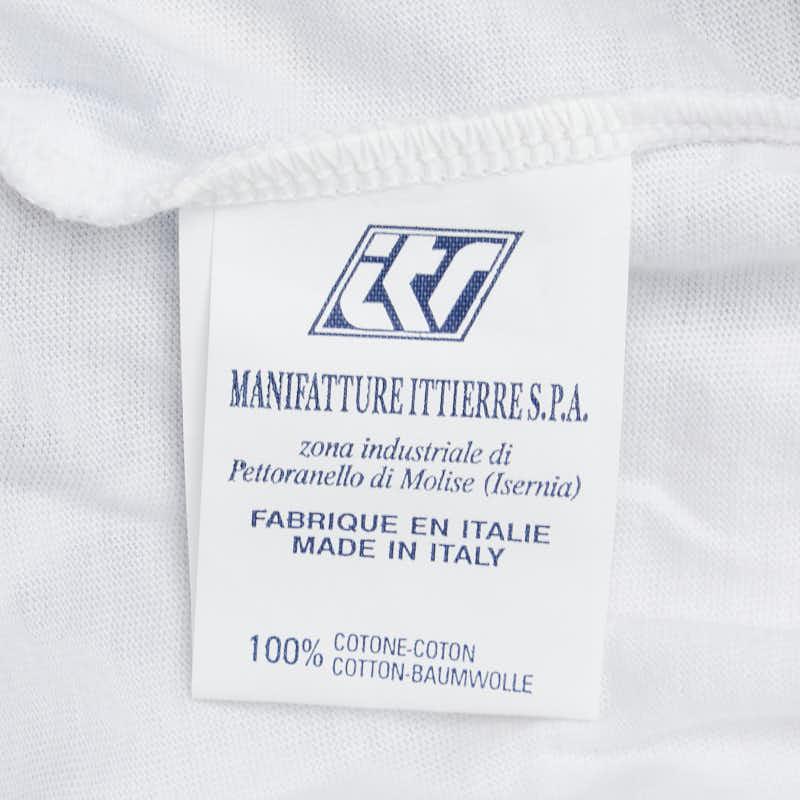 itr
MANIFATTURE ITTIERRE S.P.A.
zona industriale di
Pettoranello di Molise (Isernia)
FABRIQUE EN ITALIE
MADE IN ITALY
100% COTONE-COTON
COTTON-BAUMWOLLE